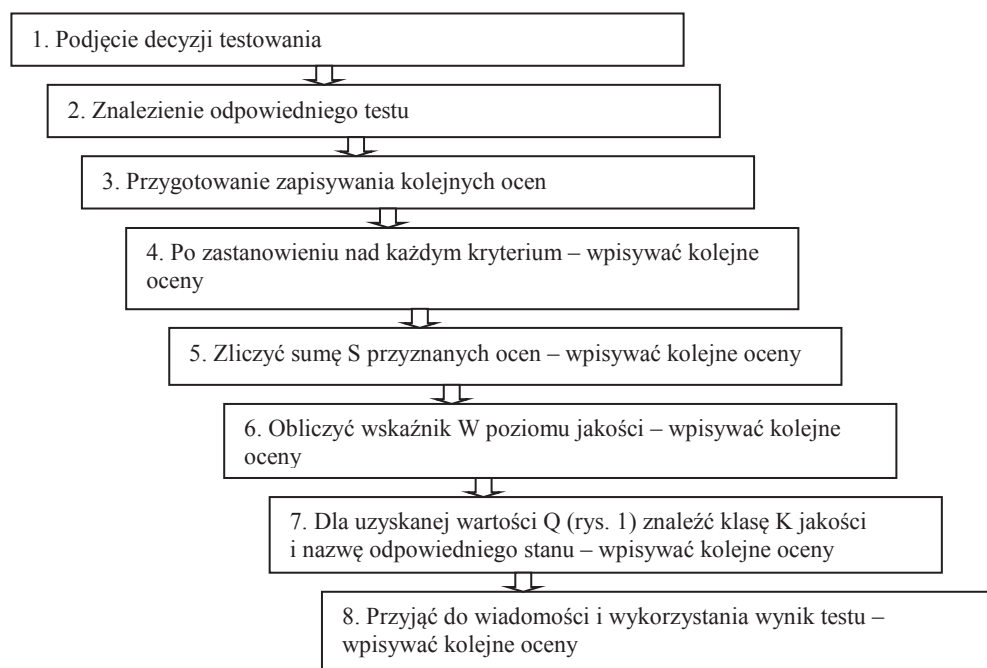 1. Podjęcie decyzji testowania
2. Znalezienie odpowiedniego testu
3. Przygotowanie zapisywania kolejnych ocen
4. Po zastanowieniu nad każdym kryterium – wpisywać kolejne
oceny
5. Zliczyć sumę S przyznanych ocen – wpisywać kolejne oceny
6. Obliczyć wskaźnik W poziomu jakości – wpisywać kolejne
oceny
7. Dla uzyskanej wartości Q (rys. 1) znaleźć klasę K jakości
i nazwę odpowiedniego stanu – wpisywać kolejne oceny
8. Przyjąć do wiadomości i wykorzystania wynik testu –
wpisywać kolejne oceny